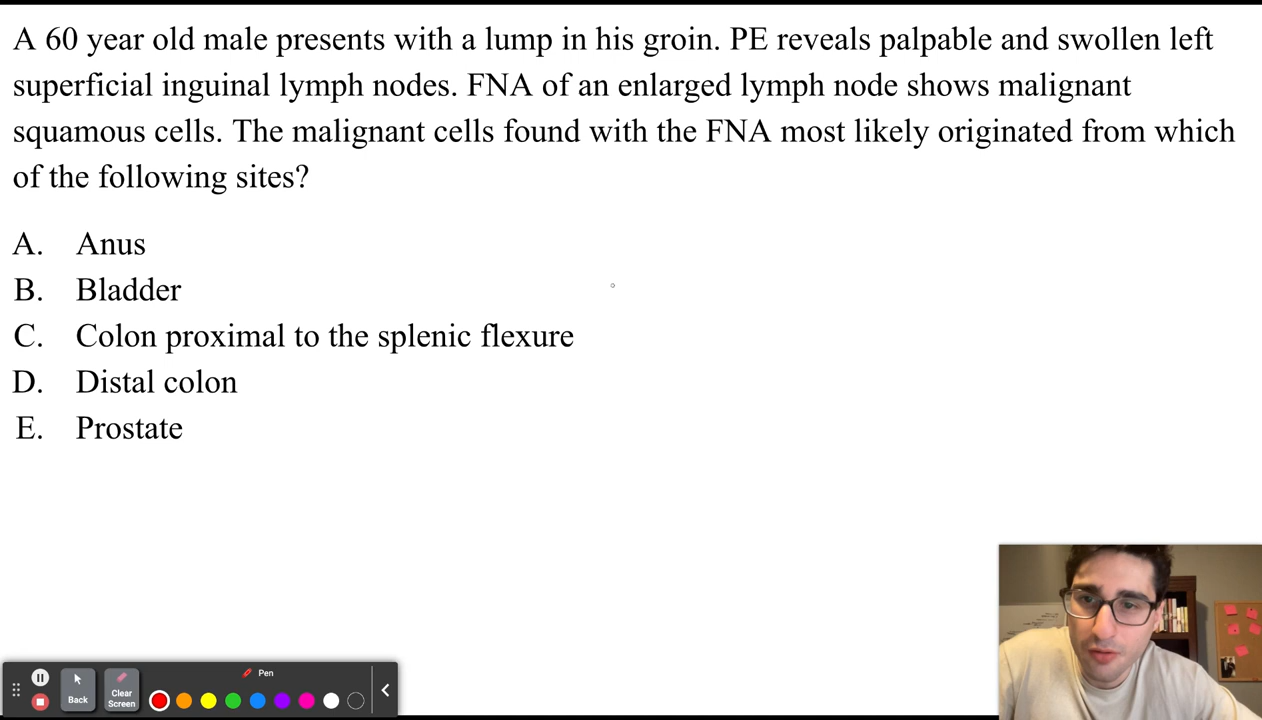 A 60 year old male presents with a lump in his groin. PE reveals palpable and swollen left
superficial inguinal lymph nodes. FNA of an enlarged lymph node shows malignant
squamous cells. The malignant cells found with the FNA most likely originated from which
of the following sites?
A. Anus
B. Bladder
C. Colon proximal to the splenic flexure
D. Distal colon
E. Prostate
Pen
Back
Clear
Screen